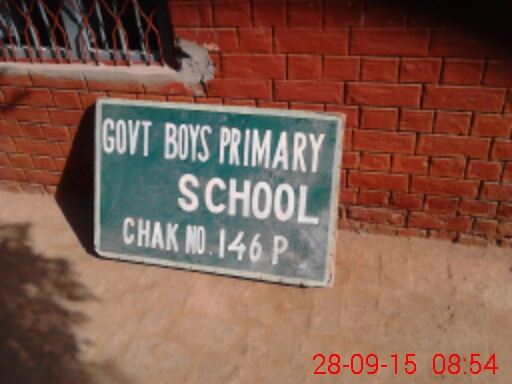 GOVT BOYS PRIMARY
SCHOOL
CHAK NO. 146 P
28-09-15 08:54